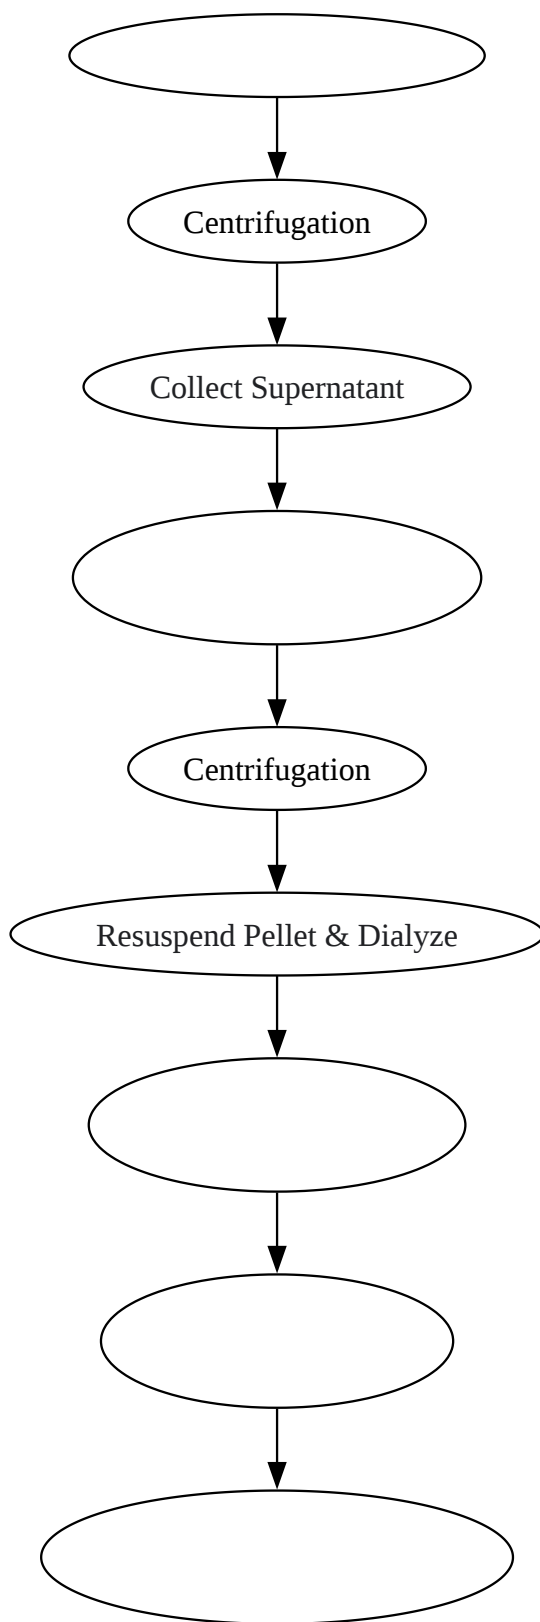 Centrifugation
Collect Supernatant
Centrifugation
Resuspend Pellet & Dialyze